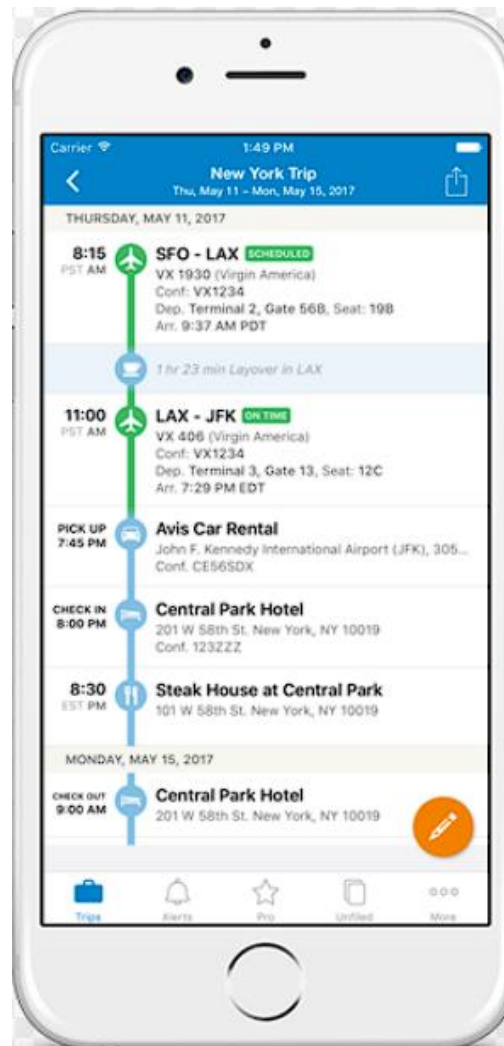 Carrier
1:49 PM
New York Trip
Thu, May 11 – Mon, May 15, 2017
THURSDAY, MAY 11, 2017
8:15
PST AM
SFO - LAX SCHEDULED
VX 1930 (Virgin America)
Conf: VX1234
Dep. Terminal 2, Gate 56B, Seat: 19B
Arr. 9:37 AM PDT
1 hr 23 min Layover in LAX
11:00
PST AM
LAX - JFK ON TIME
VX 406 (Virgin America)
Conf: VX1234
Dep. Terminal 3, Gate 13, Seat: 12C
Arr. 7:29 PM EDT
PICK UP
7:45 PM
Avis Car Rental
John F. Kennedy International Airport (JFK), 305...
Conf. CE56SDX
CHECK IN
8:00 PM
Central Park Hotel
201 W 58th St. New York, NY 10019
Conf. 123ZZZ
8:30
EST PM
Steak House at Central Park
101 W 58th St. New York, NY 10019
MONDAY, MAY 15, 2017
CHECK OUT
9:00 AM
Central Park Hotel
201 W 58th St. New York, NY 10019
Trips
Alerts
Pro
Unfiled
More